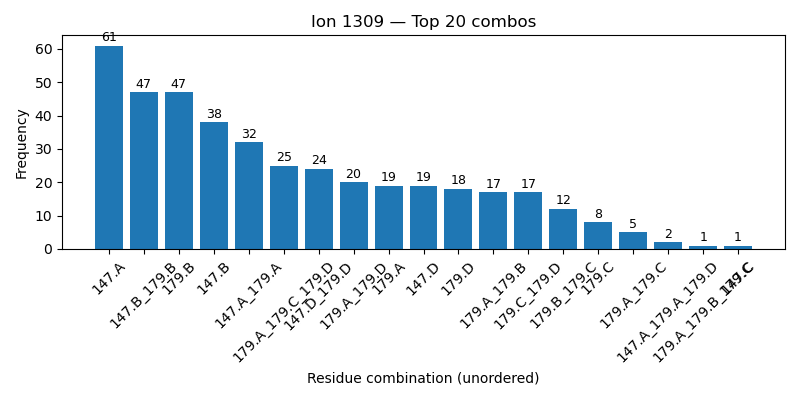 Ion 1309 — Top 20 combos
Frequency
60
50
40
30
20
10
0
61
47
47
38
32
25
24
20
19
19
18
17
17
12
8
5
2
1
1
147.A
147.B_179.B
179.B
147.B
147.A_179.A
179.A_179.C_179.D
147.D_179.D
179.A_179.D
179.A
147.D
179.D
179.A_179.B
179.C_179.D
179.B_179.C
179.C
179.A_179.C
147.A_179.A_179.D
179.A_179.B_179.C
147.C
Residue combination (unordered)